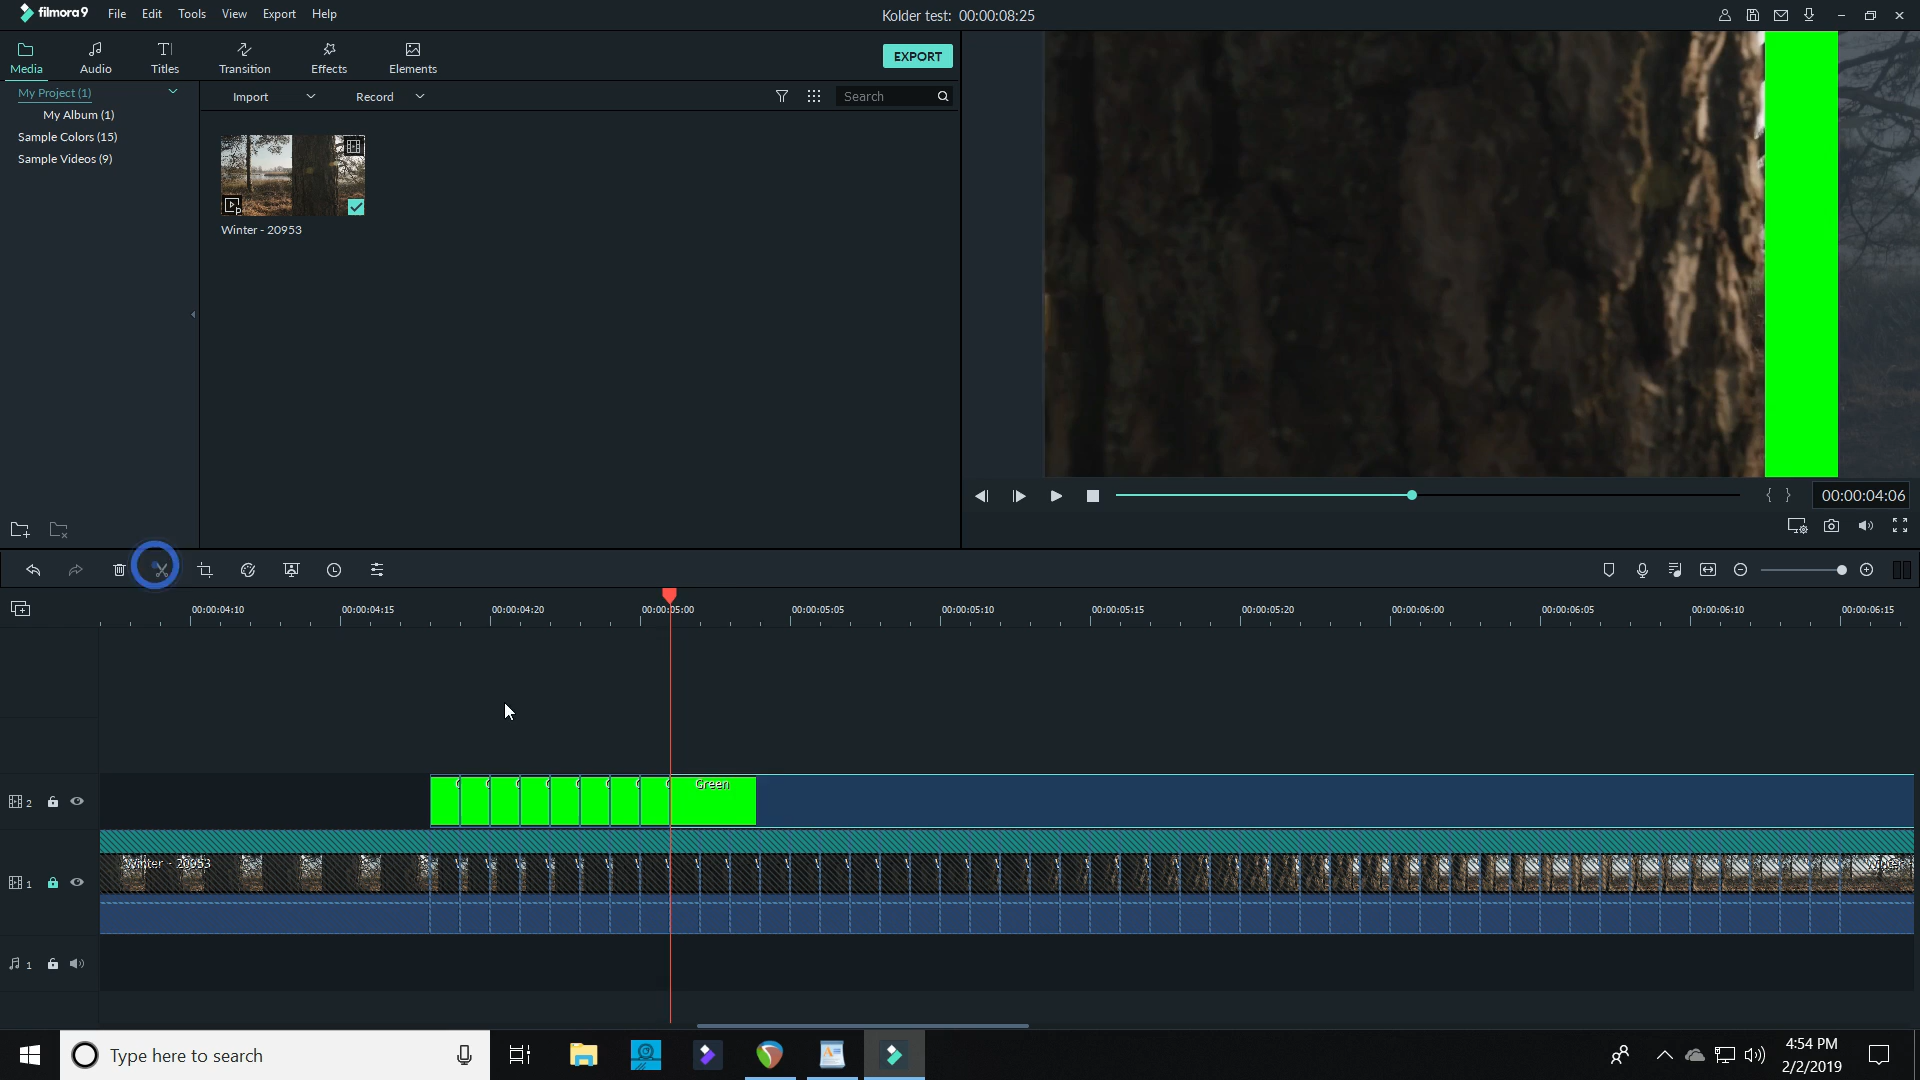 filmora9 File Edit Tools View Export Help
Kolder test: 00:00:08:25
Media Audio Titles Transition Effects Elements
EXPORT
My Project (1)
My Album (1)
Sample Colors (15)
Sample Videos (9)
Import Record Search
Winter - 20953
00:00:04:06
00:00:04:10 00:00:04:15 00:00:04:20 00:00:05:00 00:00:05:05 00:00:05:10 00:00:05:15 00:00:05:20 00:00:06:00 00:00:06:05 00:00:06:10 00:00:06:15
2 Green
Winter - 20953
1
1
Type here to search
4:54 PM
2/2/2019